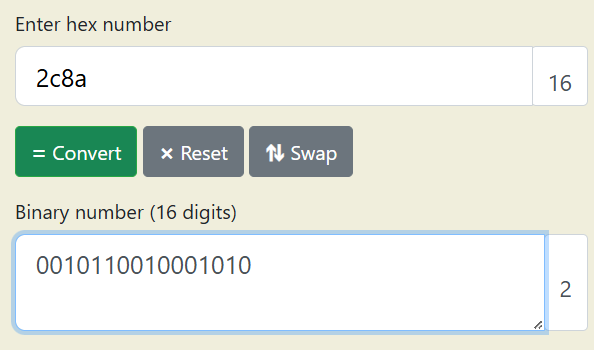 Enter hex number
2c8a 16
= Convert × Reset ⇅ Swap
Binary number (16 digits)
0010110010001010
2